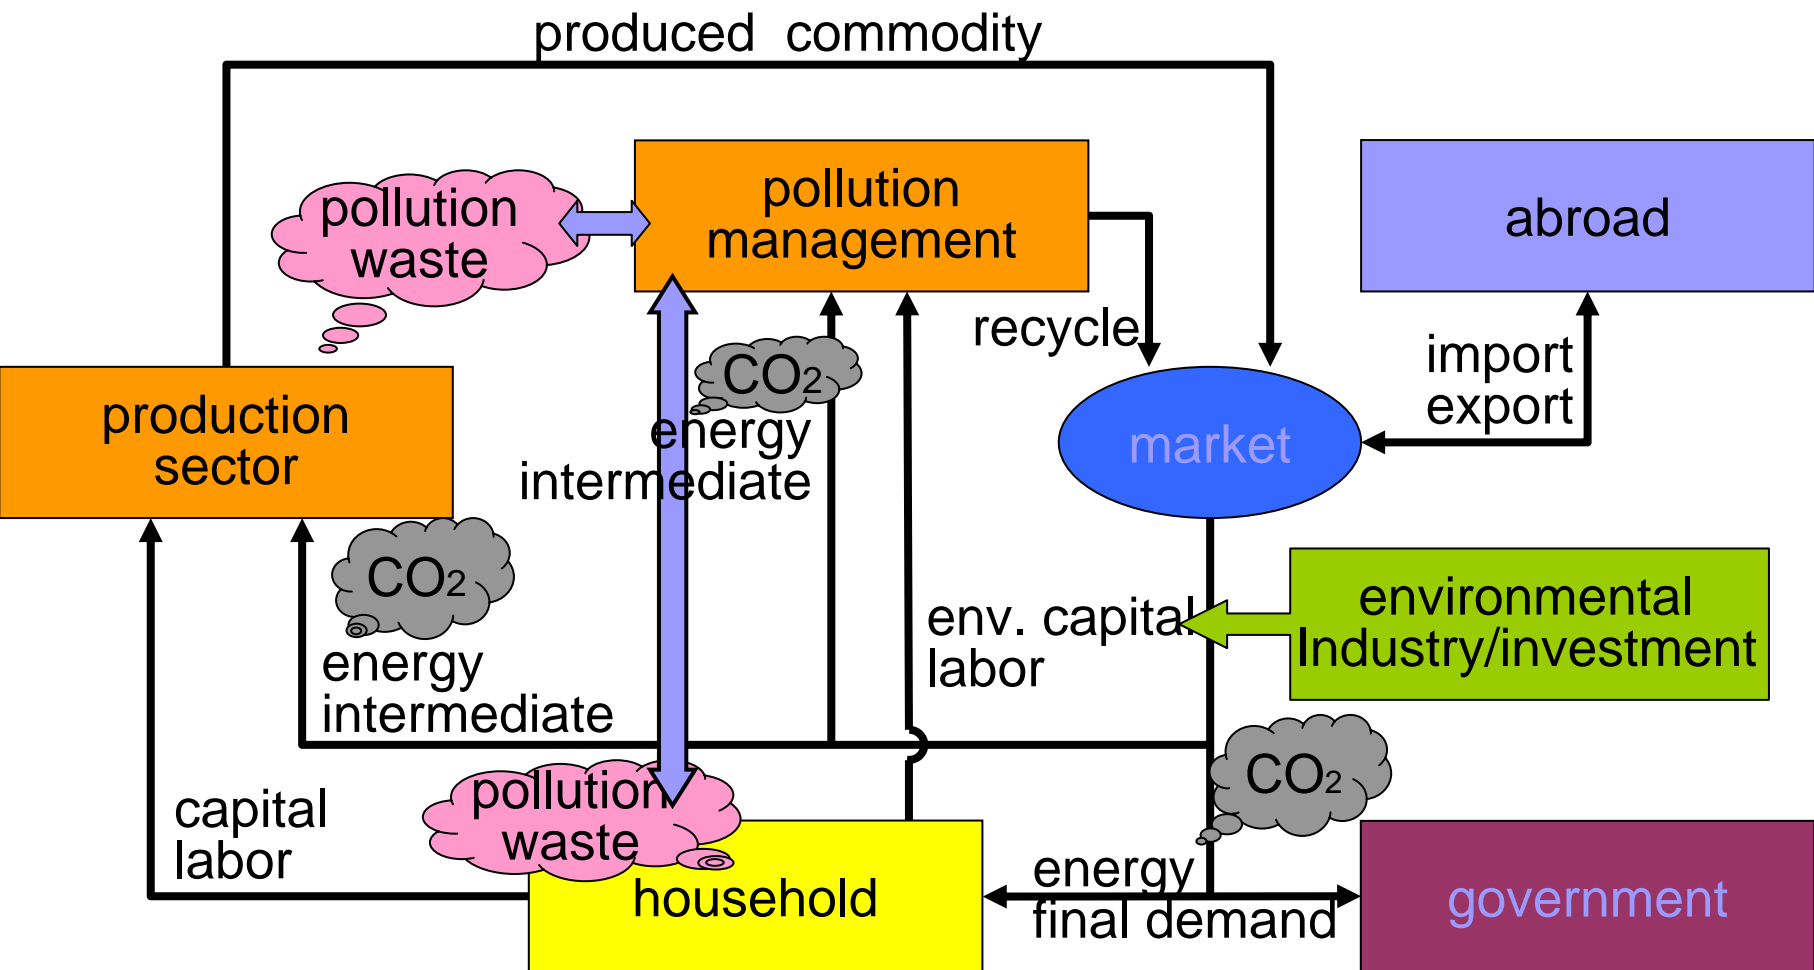 produced commodity
pollution
waste
pollution
management
abroad
recycle
import
export
CO2
production
sector
energy
intermediate
market
CO2
environmental
Industry/investment
env. capital
labor
energy
intermediate
CO2
pollution
waste
capital
labor
household
energy
final demand
government